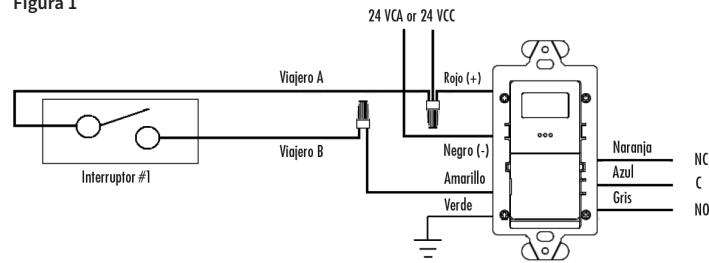 Figura 1
24 VCA or 24 VCC
Viajero A
Rojo (+)
Viajero B
Negro (-)
Interruptor #1
Amarillo
Verde
Naranja
NC
Azul
C
Gris
NO